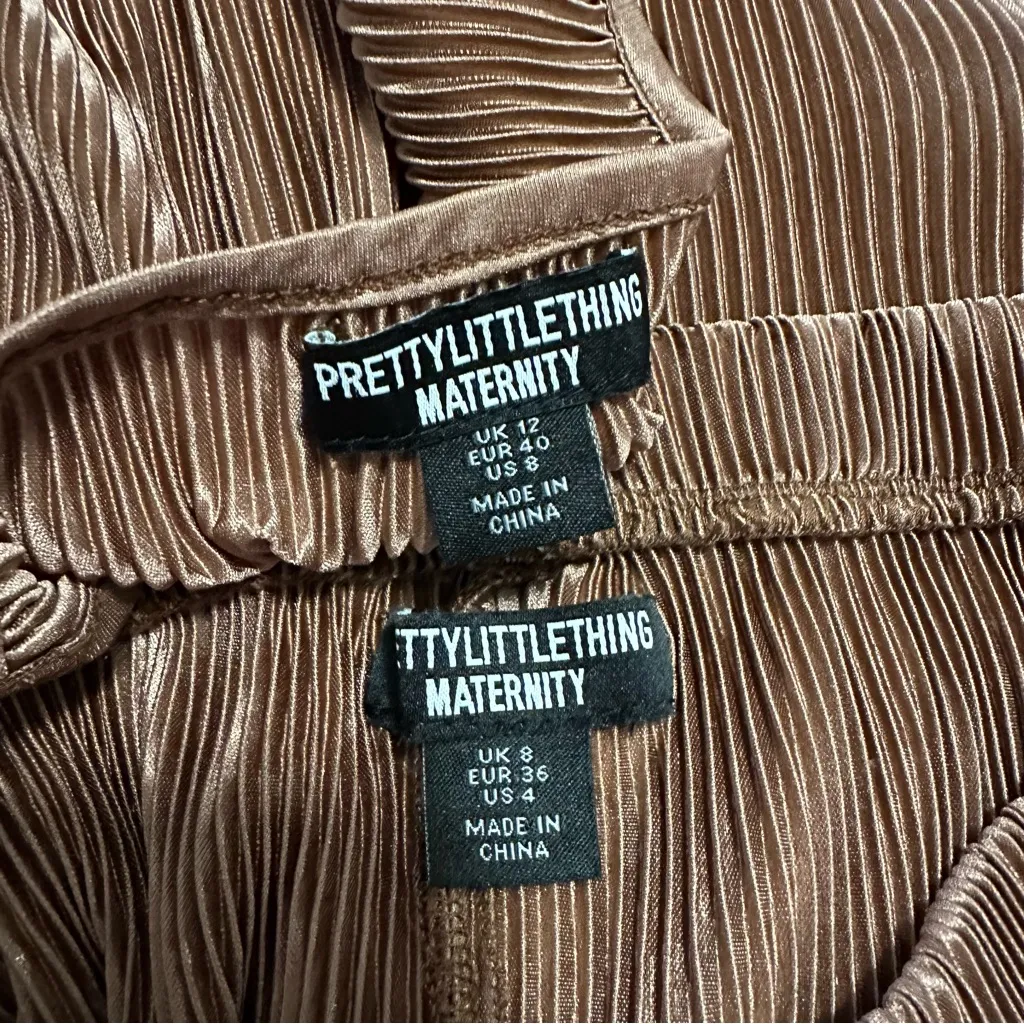 PRETTYLITTLETHING
MATERNITY
UK 12
EUR 40
US 8
MADE IN
CHINA
ETTYLITTLETHING
MATERNITY
UK 8
EUR 36
US 4
MADE IN
CHINA